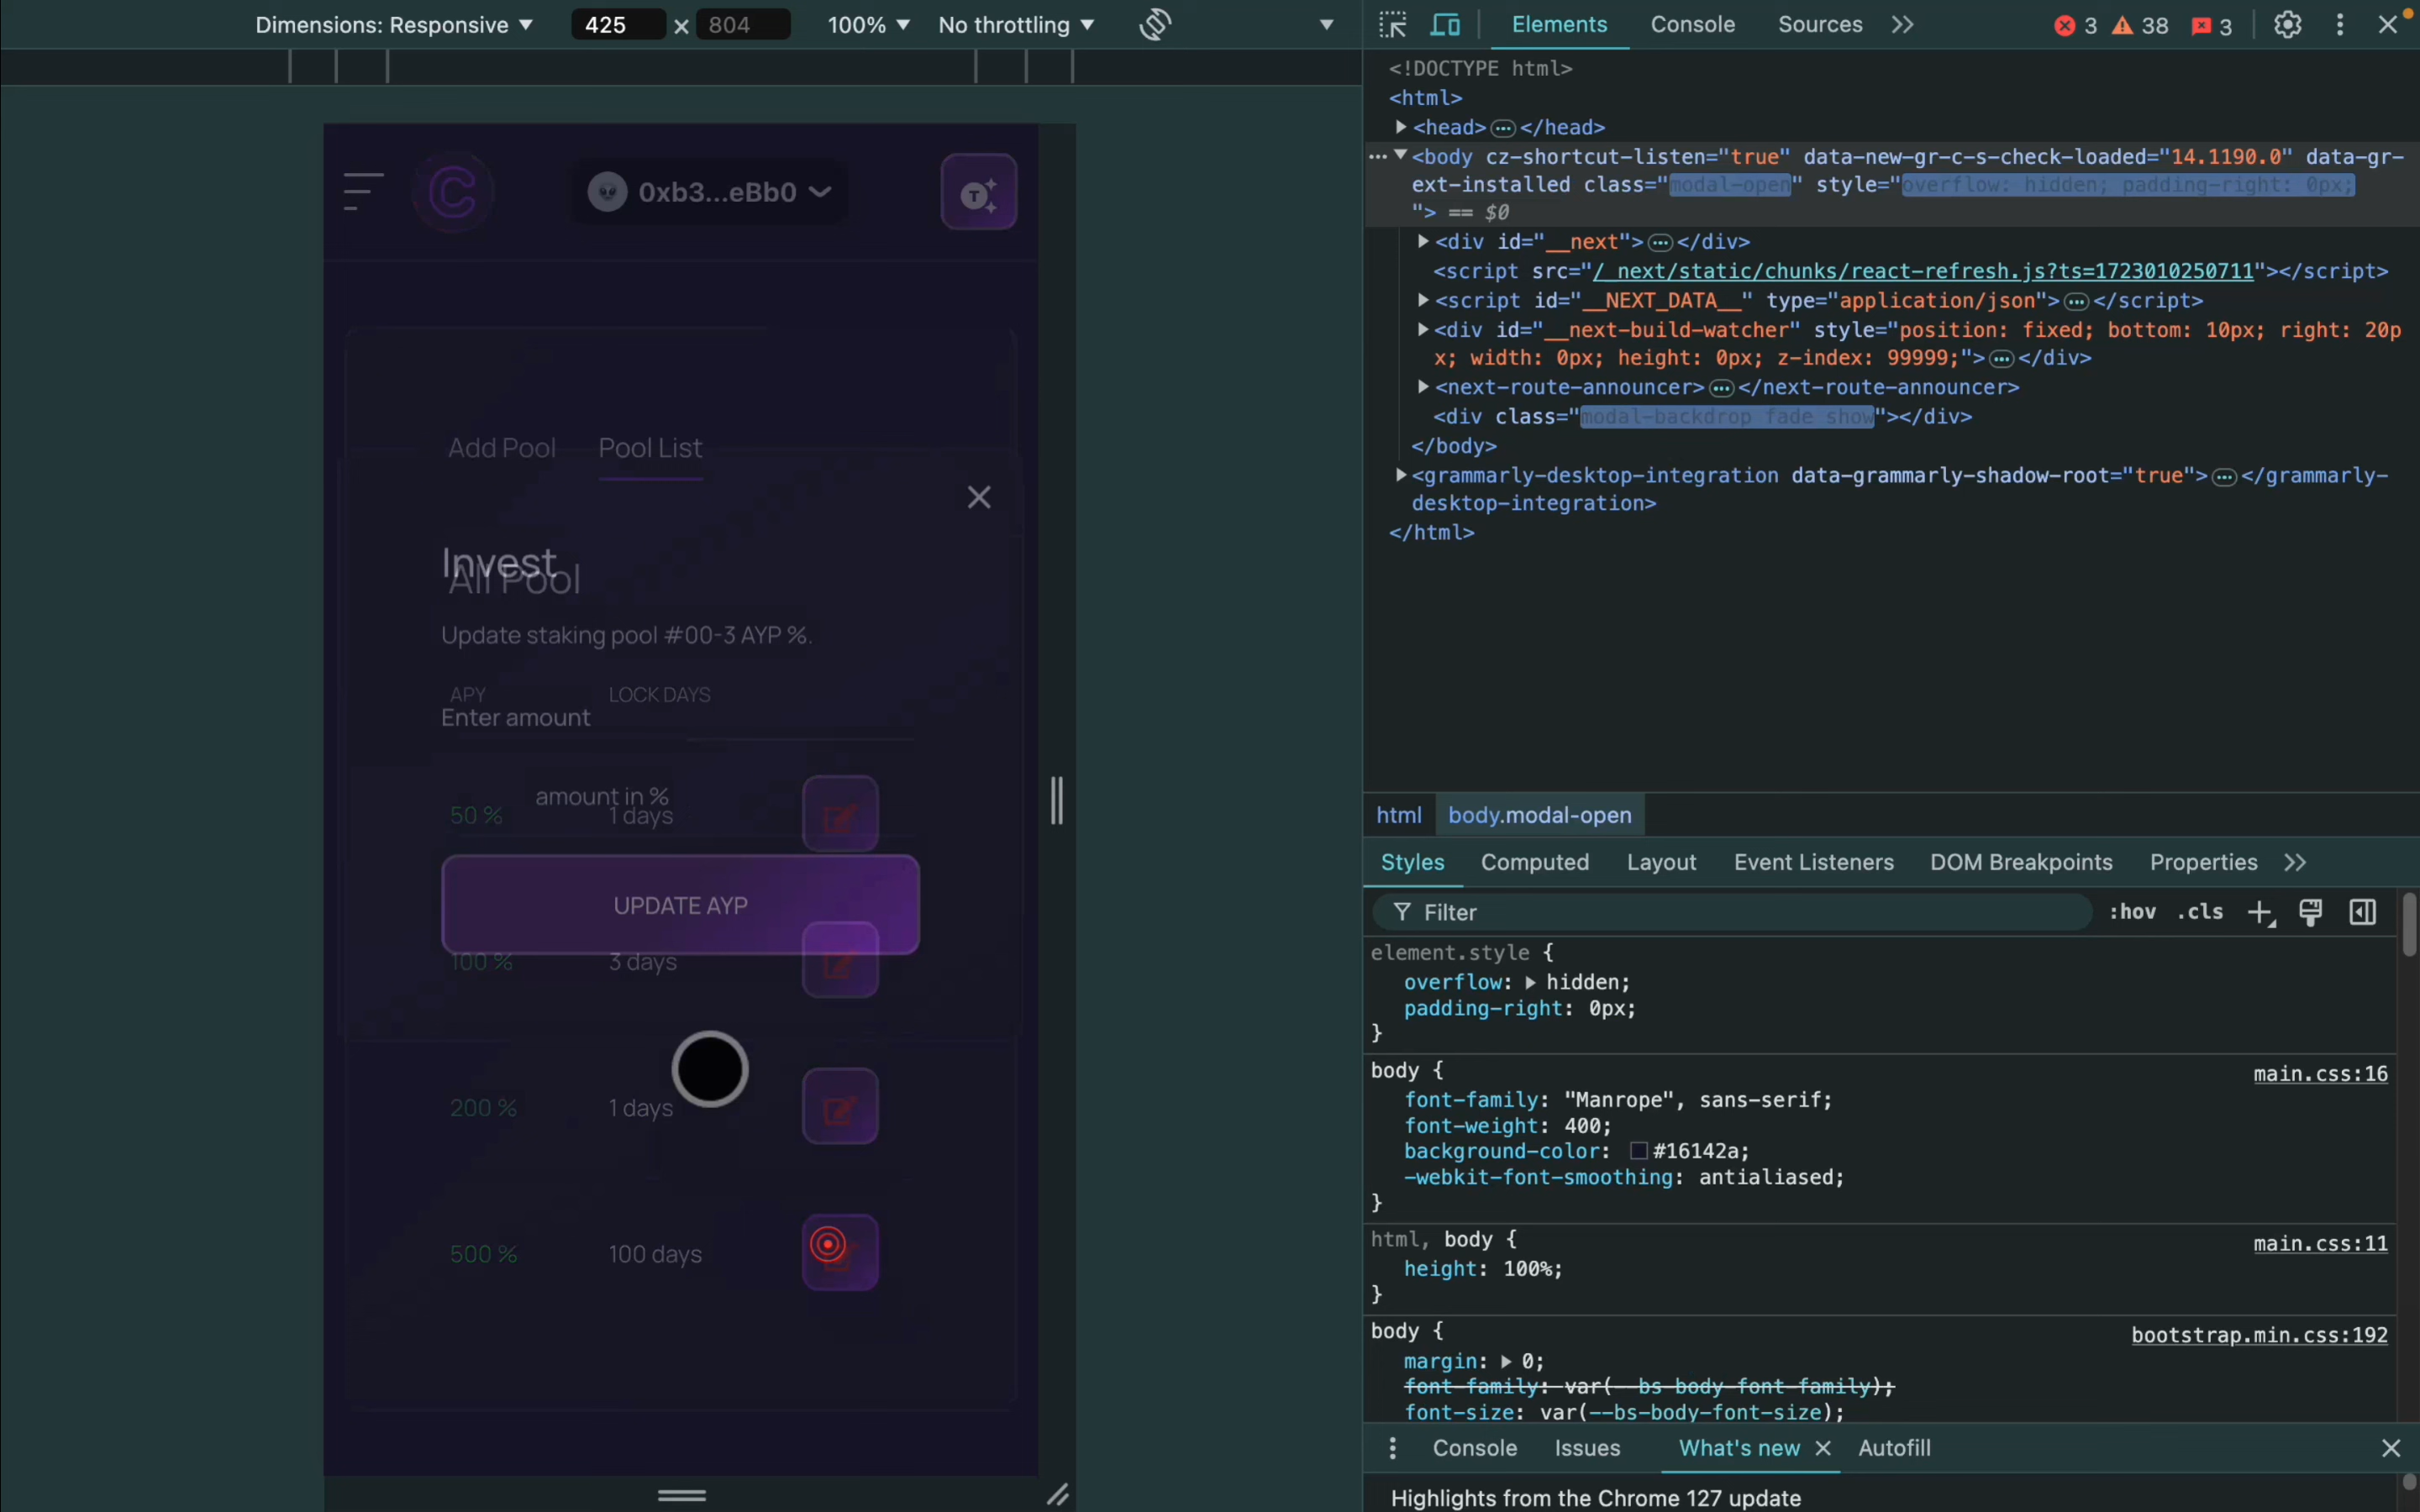 Dimensions: Responsive ▼ 425 x 804 100% ▼ No throttling ▼
0xb3...eBb0
T
Add Pool Pool List
Invest
All Pool
Update staking pool #00-3 AYP %.
APY LOCK DAYS
Enter amount
amount in %
50 % 1 days
UPDATE AYP
100 % 3 days
200 % 1 days
500 % 100 days
Elements Console Sources 3 38 3
<!DOCTYPE html>
<html>
<head>…</head>
<body cz-shortcut-listen="true" data-new-gr-c-s-check-loaded="14.1190.0" data-gr-
ext-installed class="modal-open" style="overflow: hidden; padding-right: 0px;
"> == $0
<div id="__next">…</div>
<script src="/_next/static/chunks/react-refresh.js?ts=1723010250711"></script>
<script id="__NEXT_DATA__" type="application/json">…</script>
<div id="__next-build-watcher" style="position: fixed; bottom: 10px; right: 20p
x; width: 0px; height: 0px; z-index: 99999;">…</div>
<next-route-announcer>…</next-route-announcer>
<div class="modal-backdrop fade show"></div>
</body>
<grammarly-desktop-integration data-grammarly-shadow-root="true">…</grammarly-
desktop-integration>
</html>
html body.modal-open
Styles Computed Layout Event Listeners DOM Breakpoints Properties
Filter :hov .cls
element.style {
overflow: hidden;
padding-right: 0px;
}
body { main.css:16
font-family: "Manrope", sans-serif;
font-weight: 400;
background-color: #16142a;
-webkit-font-smoothing: antialiased;
}
html, body { main.css:11
height: 100%;
}
body { bootstrap.min.css:192
margin: 0;
font-family: var(--bs-body-font-family);
font-size: var(--bs-body-font-size);
Console Issues What's new Autofill
Highlights from the Chrome 127 update